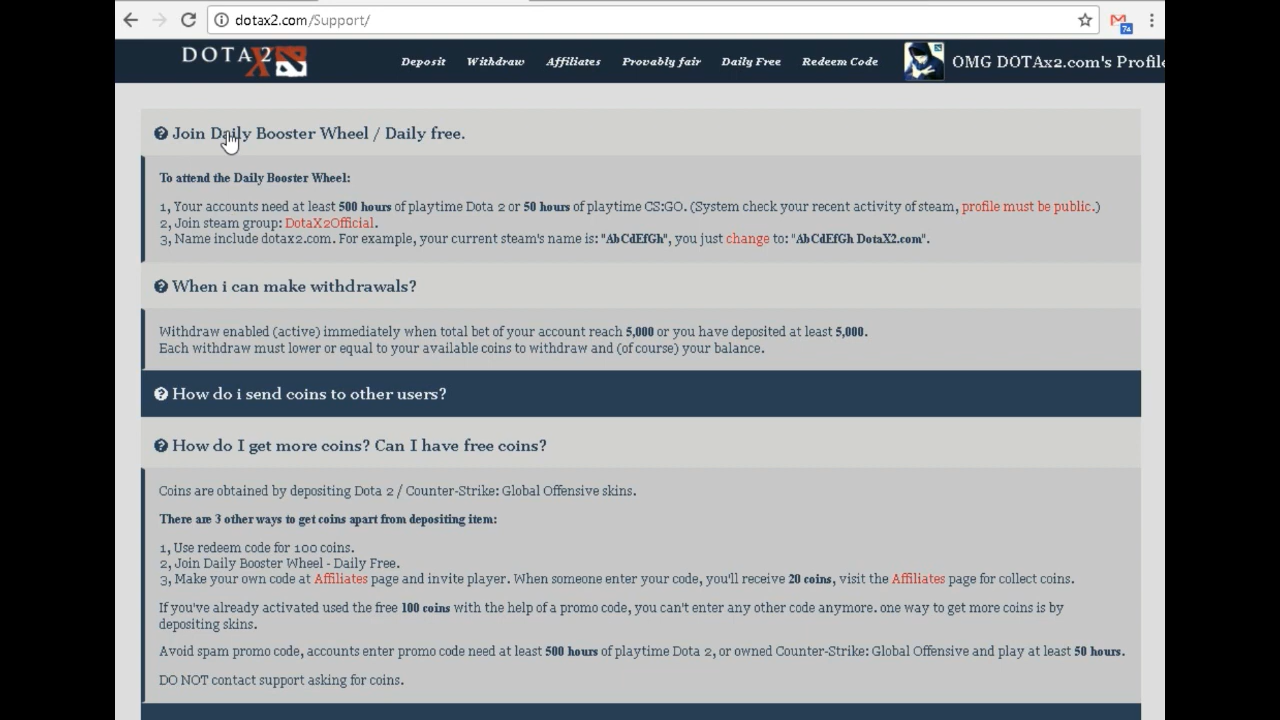 dotax2.com/Support/
74
DOTA X2 Deposit Withdraw Affiliates Provably fair Daily Free Redeem Code OMG DOTAx2.com's Profile
Join Daily Booster Wheel / Daily free.
To attend the Daily Booster Wheel:
1, Your accounts need at least 500 hours of playtime Dota 2 or 50 hours of playtime CS:GO. (System check your recent activity of steam, profile must be public.)
2, Join steam group: DotaX2Official.
3, Name include dotax2.com. For example, your current steam's name is: "AbCdEfGh", you just change to: "AbCdEfGh DotaX2.com".
When i can make withdrawals?
Withdraw enabled (active) immediately when total bet of your account reach 5,000 or you have deposited at least 5,000.
Each withdraw must lower or equal to your available coins to withdraw and (of course) your balance.
How do i send coins to other users?
How do I get more coins? Can I have free coins?
Coins are obtained by depositing Dota 2 / Counter-Strike: Global Offensive skins.
There are 3 other ways to get coins apart from depositing item:
1, Use redeem code for 100 coins.
2, Join Daily Booster Wheel - Daily Free.
3, Make your own code at Affiliates page and invite player. When someone enter your code, you'll receive 20 coins, visit the Affiliates page for collect coins.
If you've already activated used the free 100 coins with the help of a promo code, you can't enter any other code anymore. one way to get more coins is by
depositing skins.
Avoid spam promo code, accounts enter promo code need at least 500 hours of playtime Dota 2, or owned Counter-Strike: Global Offensive and play at least 50 hours.
DO NOT contact support asking for coins.